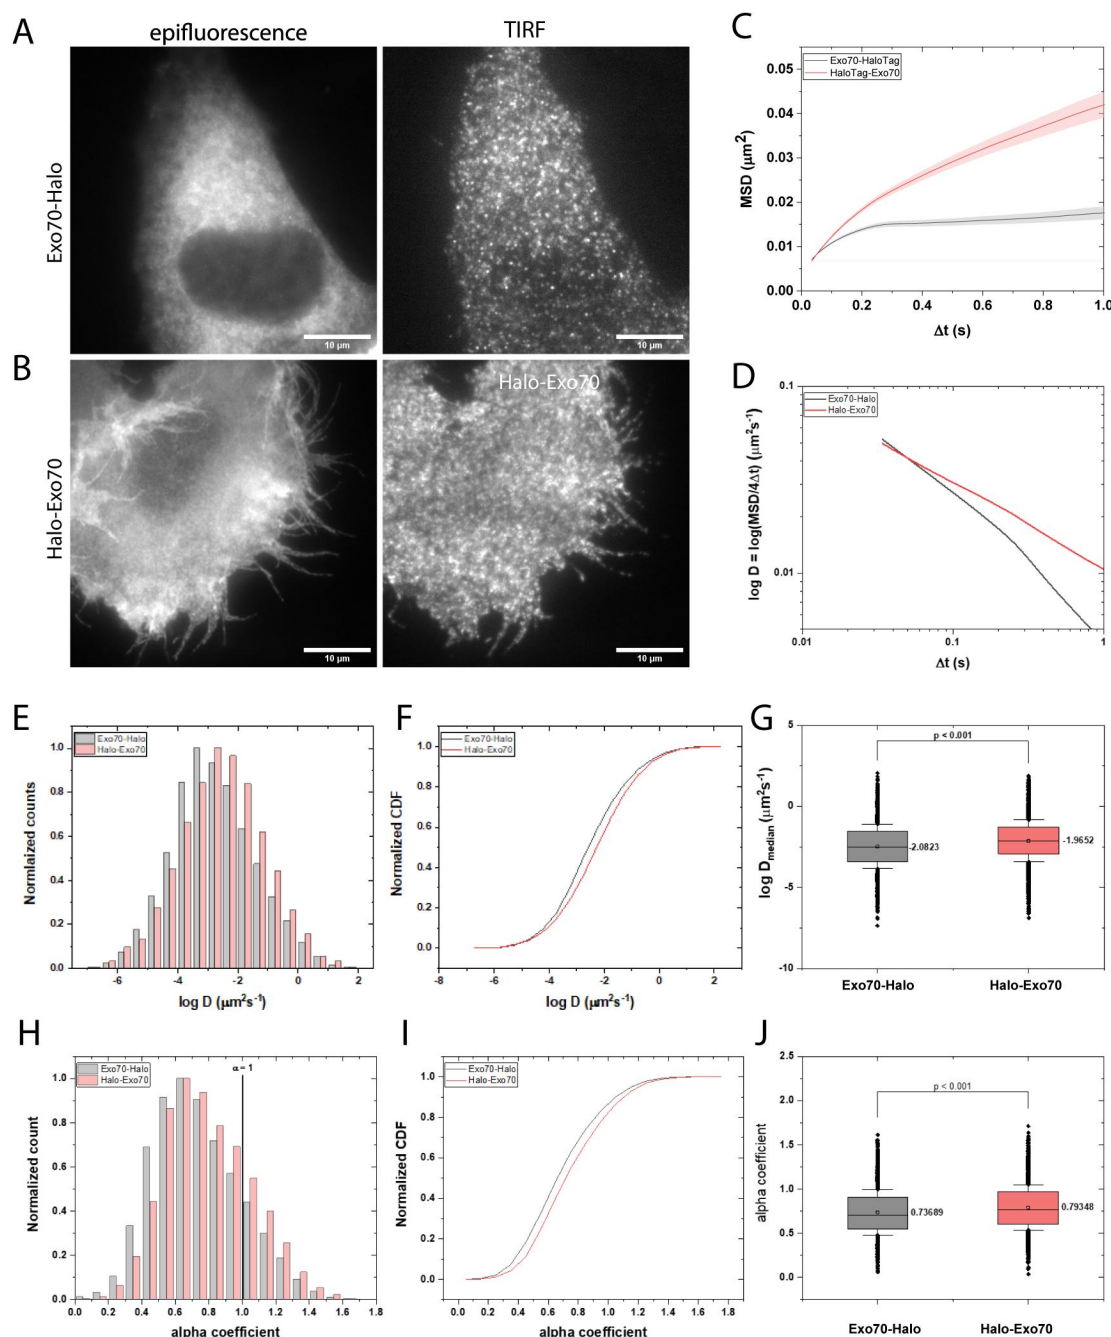 A
epifluorescence
TIRF
Exo70-Halo
10 µm
10 µm
B
Halo-Exo70
Halo-Exo70
10 µm
10 µm
C
Exo70-HaloTag
HaloTag-Exo70
MSD (µm²)
0.05
0.04
0.03
0.02
0.01
0.00
0.0 0.2 0.4 0.6 0.8 1.0
Δt (s)
D
Exo70-Halo
Halo-Exo70
log D = log(MSD/4Δt) (µm²s⁻¹)
0.1
0.01
0.01 0.1 1
Δt (s)
E
Exo70-Halo
Halo-Exo70
Normlaized counts
1.0
0.8
0.6
0.4
0.2
0.0
-6 -4 -2 0 2
log D (µm²s⁻¹)
F
Exo70-Halo
Halo-Exo70
Normalized CDF
1.0
0.8
0.6
0.4
0.2
0.0
-8 -6 -4 -2 0 2
log D (µm²s⁻¹)
G
p < 0.001
log Dmedian (µm²s⁻¹)
5
0
-5
-10
-2.0823
-1.9652
Exo70-Halo Halo-Exo70
H
Exo70-Halo
Halo-Exo70
α = 1
Normalized count
1.0
0.8
0.6
0.4
0.2
0.0
0.0 0.2 0.4 0.6 0.8 1.0 1.2 1.4 1.6 1.8
alpha coefficient
I
Exo70-Halo
Halo-Exo70
Normalized CDF
1.0
0.8
0.6
0.4
0.2
0.0
0.0 0.2 0.4 0.6 0.8 1.0 1.2 1.4 1.6 1.8
alpha coefficient
J
p < 0.001
alpha coefficient
2.5
2.0
1.5
1.0
0.5
0.0
0.73689
0.79348
Exo70-Halo Halo-Exo70